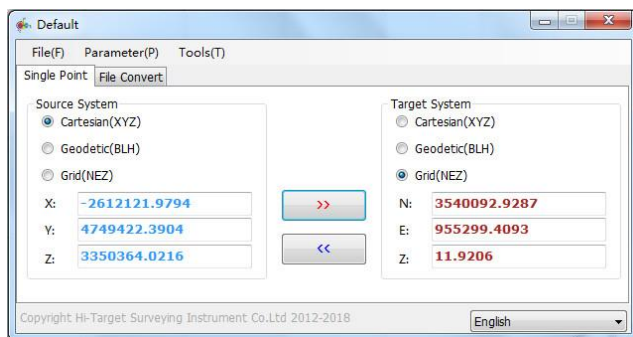 Default
File(F) Parameter(P) Tools(T)
Single Point File Convert
Source System Target System
Cartesian(XYZ) Cartesian(XYZ)
Geodetic(BLH) Geodetic(BLH)
Grid(NEZ) Grid(NEZ)
X: -2612121.9794 >> N: 3540092.9287
Y: 4749422.3904 E: 955299.4093
<<
Z: 3350364.0216 Z: 11.9206
Copyright Hi-Target Surveying Instrument Co.Ltd 2012-2018 English